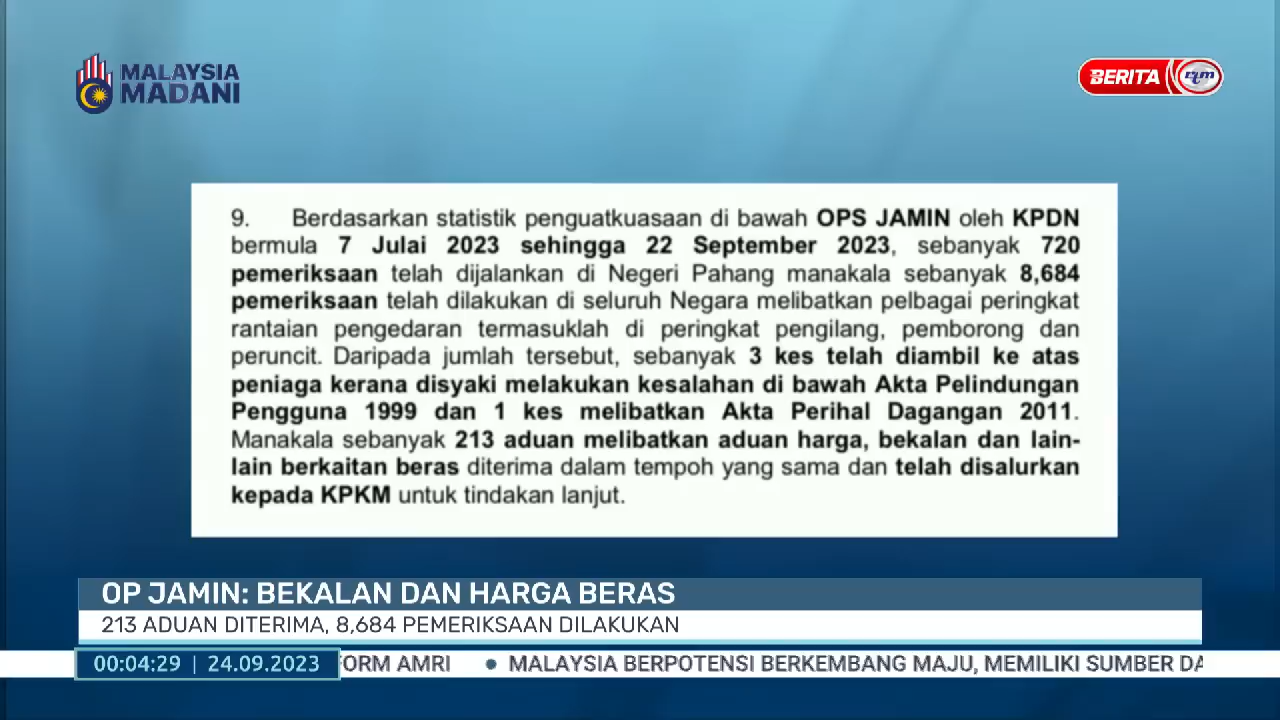 MALAYSIA
MADANI
BERITA rtm
9. Berdasarkan statistik penguatkuasaan di bawah OPS JAMIN oleh KPDN
bermula 7 Julai 2023 sehingga 22 September 2023, sebanyak 720
pemeriksaan telah dijalankan di Negeri Pahang manakala sebanyak 8,684
pemeriksaan telah dilakukan di seluruh Negara melibatkan pelbagai peringkat
rantaian pengedaran termasuklah di peringkat pengilang, pemborong dan
peruncit. Daripada jumlah tersebut, sebanyak 3 kes telah diambil ke atas
peniaga kerana disyaki melakukan kesalahan di bawah Akta Pelindungan
Pengguna 1999 dan 1 kes melibatkan Akta Perihal Dagangan 2011.
Manakala sebanyak 213 aduan melibatkan aduan harga, bekalan dan lain-
lain berkaitan beras diterima dalam tempoh yang sama dan telah disalurkan
kepada KPKM untuk tindakan lanjut.
OP JAMIN: BEKALAN DAN HARGA BERAS
213 ADUAN DITERIMA, 8,684 PEMERIKSAAN DILAKUKAN
00:04:29 | 24.09.2023 FORM AMRI • MALAYSIA BERPOTENSI BERKEMBANG MAJU, MEMILIKI SUMBER DA